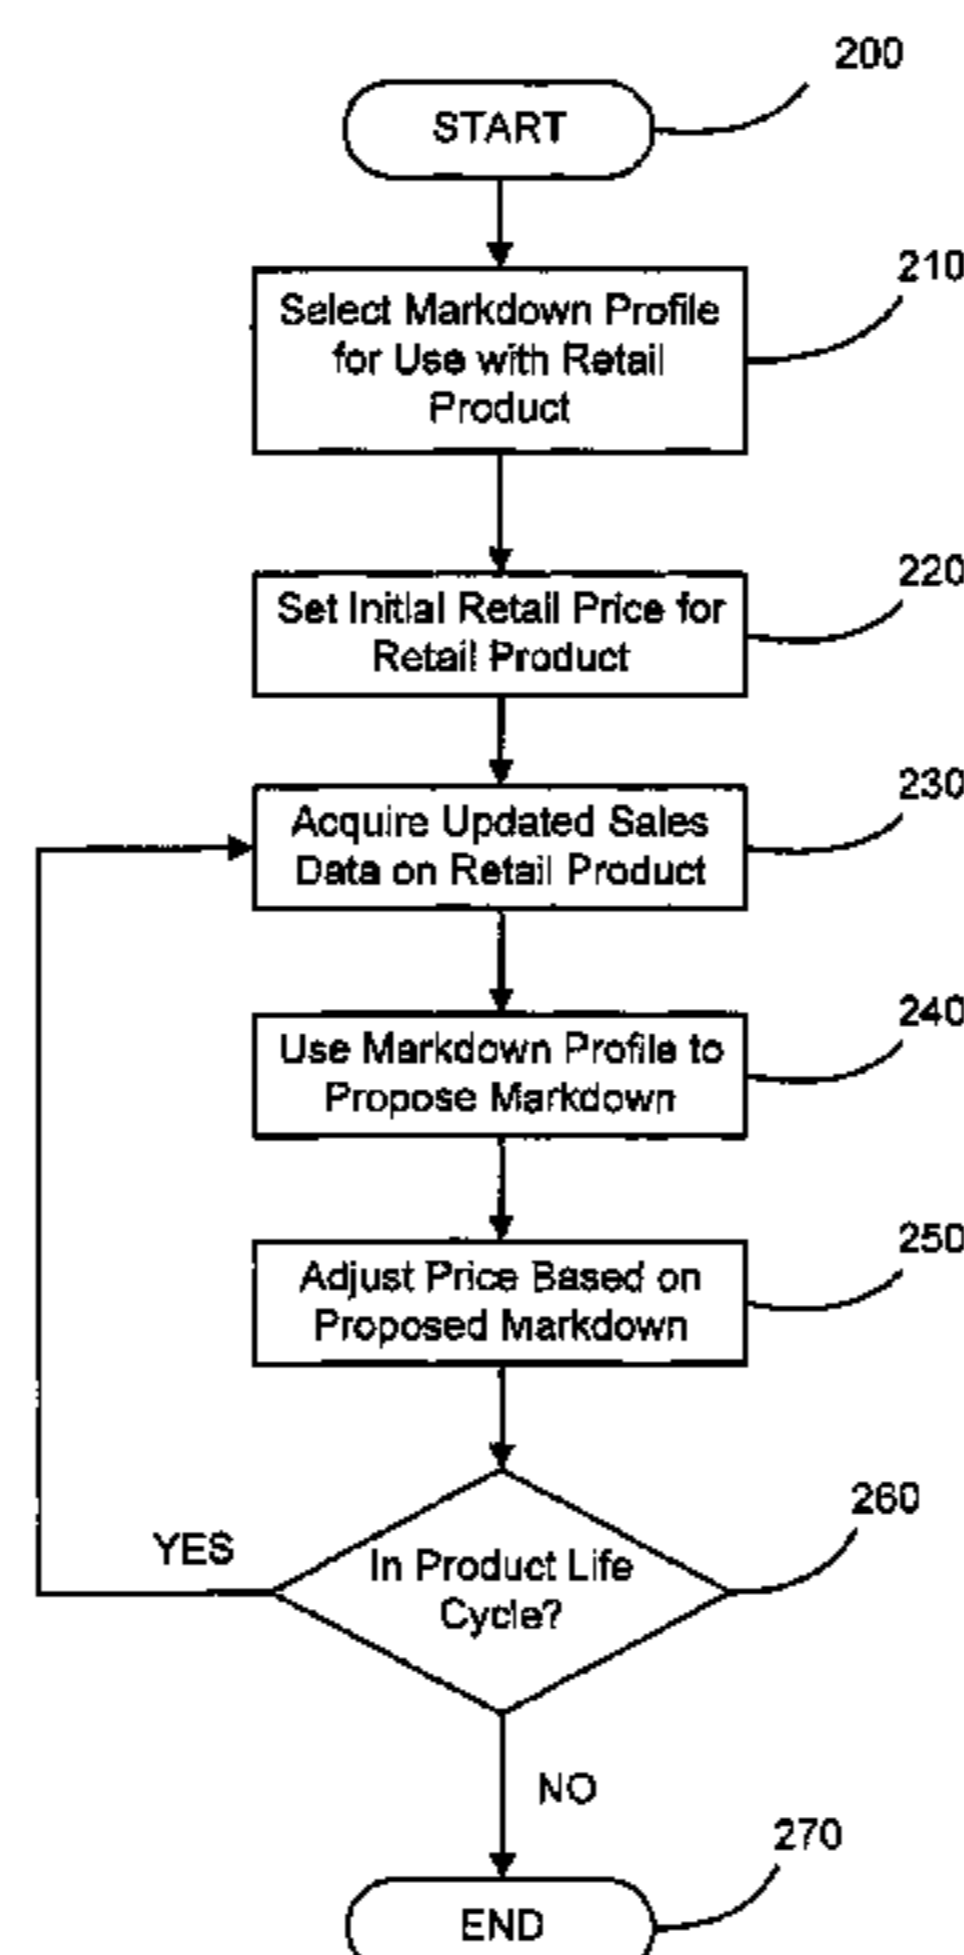 200
START
210
Select Markdown Profile
for Use with Retail
Product
220
Set Initial Retail Price for
Retail Product
230
Acquire Updated Sales
Data on Retail Product
240
Use Markdown Profile to
Propose Markdown
250
Adjust Price Based on
Proposed Markdown
260
YES
In Product Life
Cycle?
NO
270
END